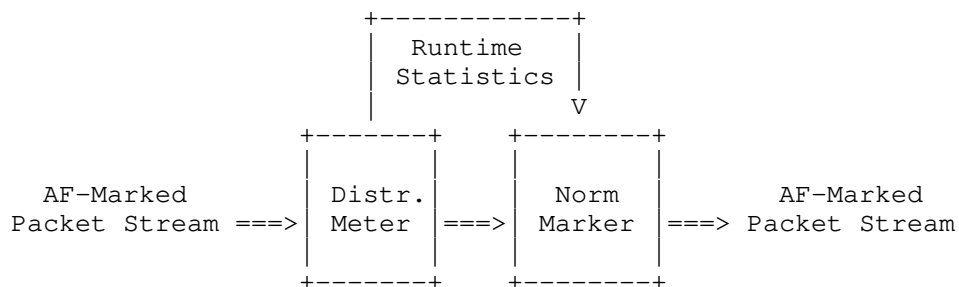 Runtime
Statistics
AF-Marked Distr. Norm AF-Marked
Packet Stream ===> Meter ===> Marker ===> Packet Stream